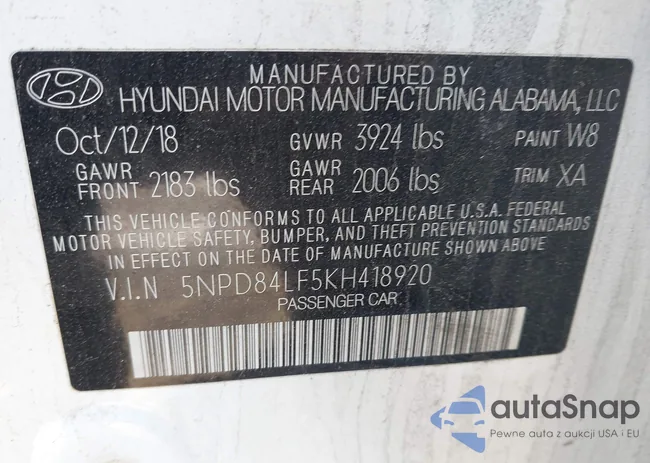 MANUFACTURED BY
HYUNDAI MOTOR MANUFACTURING ALABAMA, LLC
Oct/12/18 GVWR 3924 lbs PAINT W8
GAWR FRONT 2183 lbs GAWR REAR 2006 lbs TRIM XA
THIS VEHICLE CONFORMS TO ALL APPLICABLE U.S.A. FEDERAL
MOTOR VEHICLE SAFETY, BUMPER, AND THEFT PREVENTION STANDARDS
IN EFFECT ON THE DATE OF MANUFACTURE SHOWN ABOVE
V.I.N 5NPD84LF5KH418920
PASSENGER CAR
autaSnap
Pewne auta z aukcji USA i EU